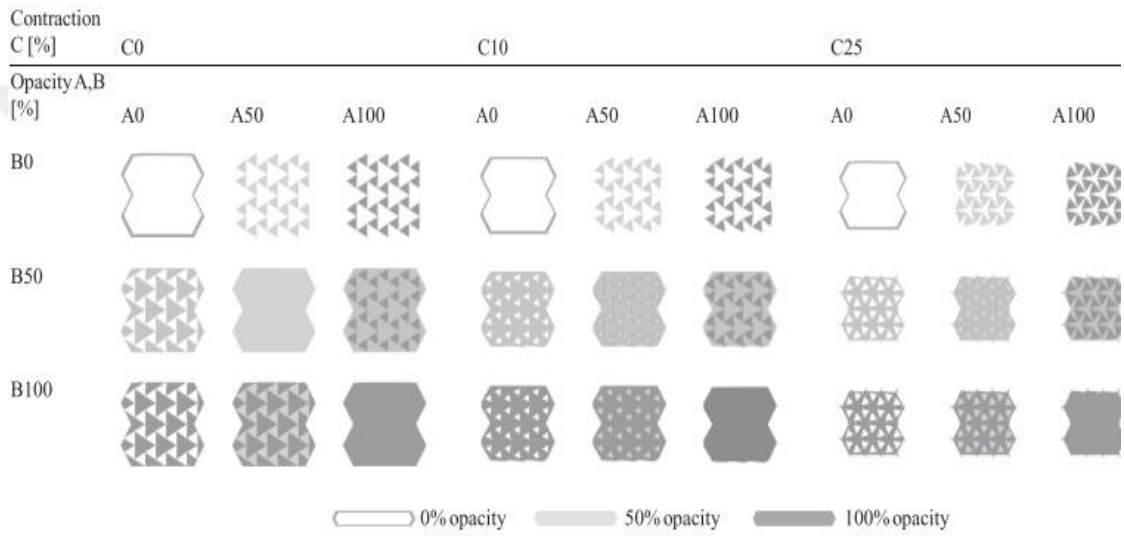 Contraction
C [%] C0 C10 C25
Opacity A,B
[%] A0 A50 A100 A0 A50 A100 A0 A50 A100
B0
B50
B100
0% opacity 50% opacity 100% opacity